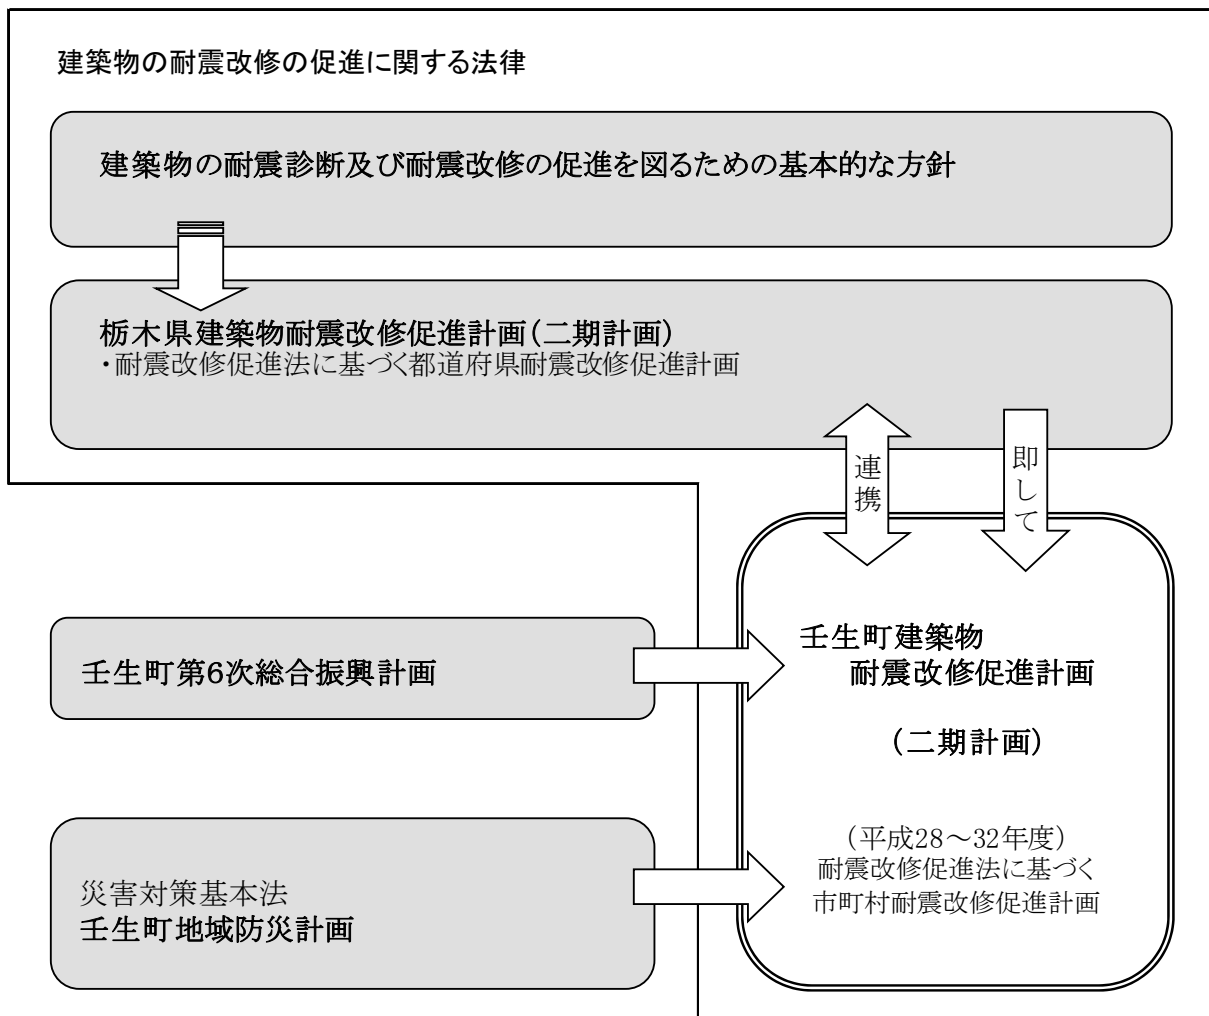 建築物の耐震改修の促進に関する法律
建築物の耐震診断及び耐震改修の促進を図るための基本的な方針
栃木県建築物耐震改修促進計画（二期計画）
・耐震改修促進法に基づく都道府県耐震改修促進計画
連携
即して
壬生町建築物
耐震改修促進計画
（二期計画）
（平成28～32年度）
耐震改修促進法に基づく
市町村耐震改修促進計画
壬生町第6次総合振興計画
災害対策基本法
壬生町地域防災計画